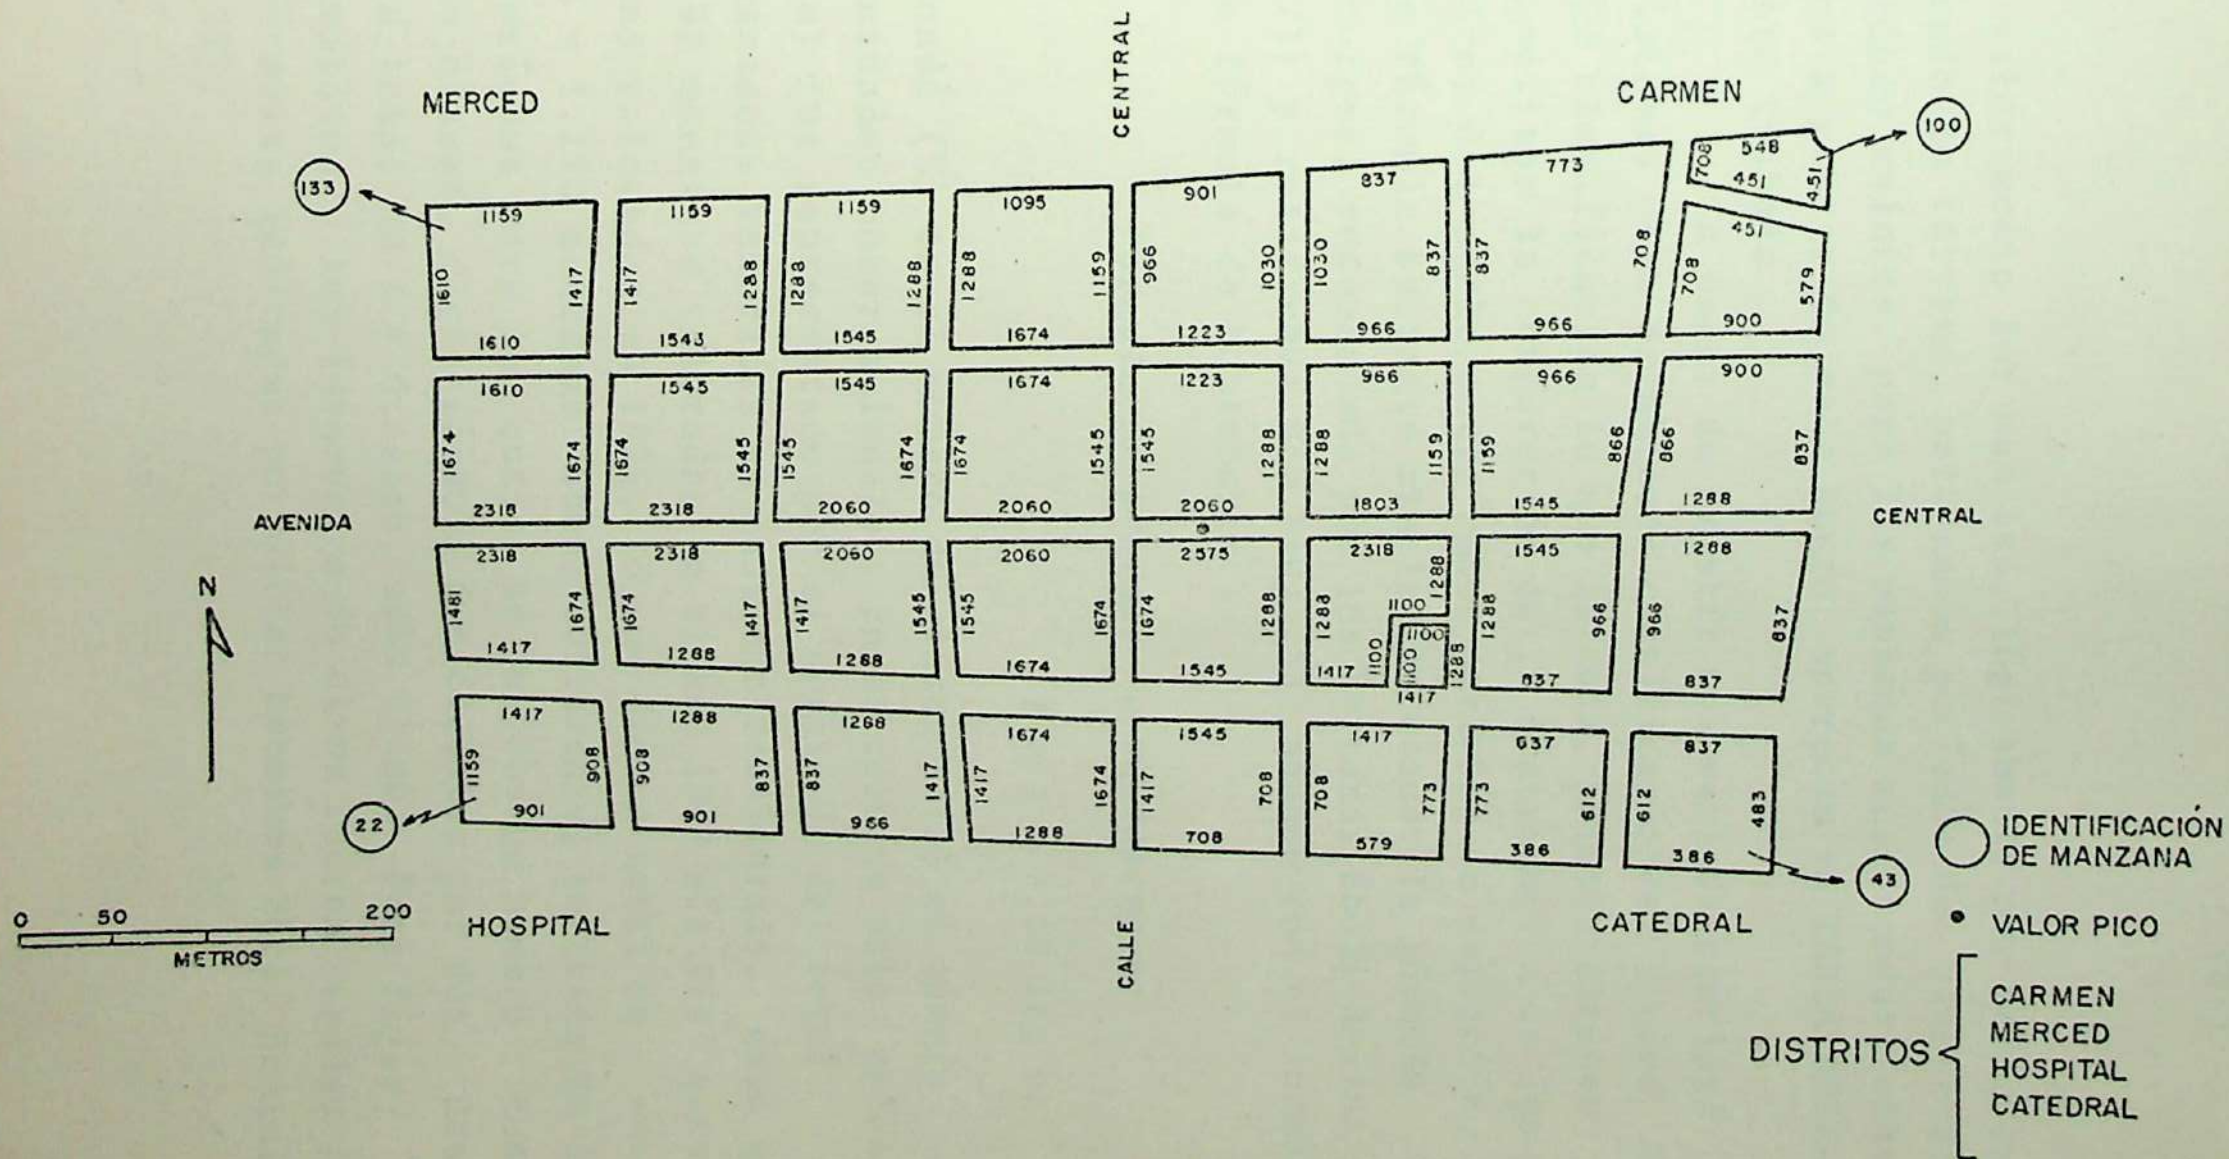 MERCED
CENTRAL
CARMEN
133
100
1159 1159 1159 1095 901 837 773 708 548 451 451
1610 1417 1417 1288 1288 1288 1288 1159 966 1030 1030 837 837 708 708 451 579
1610 1543 1545 1674 1223 966 966 900
1610 1545 1545 1674 1223 966 966 900
1674 1674 1674 1545 1545 1674 1674 1545 1545 1288 1288 1159 1159 866 866 837
2318 2318 2060 2060 2060 1803 1545 1288
AVENIDA
CENTRAL
N
2318 2318 2060 2060 2575 2318 1545 1288
1481 1674 1674 1417 1417 1545 1545 1674 1674 1288 1288 1288 1288 966 966 837
1100
1100
1100 1100 1288
1417 1288 1288 1674 1545 1417 837 837
1417
1417 1288 1288 1674 1545 1417 637 837
1159 908 908 837 837 1417 1417 1674 1417 708 708 773 773 612 612 483
901 901 966 1288 708 579 386 386
22
43
IDENTIFICACIÓN
DE MANZANA
0 50 200
METROS
HOSPITAL
CALLE
CATEDRAL
VALOR PICO
DISTRITOS
CARMEN
MERCED
HOSPITAL
CATEDRAL